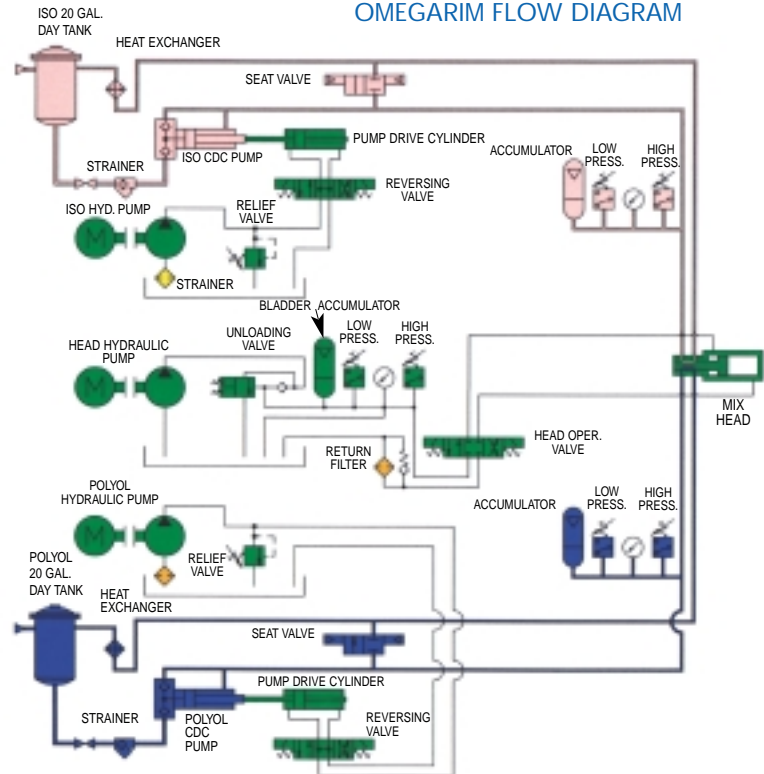 OMEGARIM FLOW DIAGRAM
ISO 20 GAL.
DAY TANK
HEAT EXCHANGER
SEAT VALVE
PUMP DRIVE CYLINDER
ISO CDC PUMP
STRAINER
REVERSING
VALVE
ACCUMULATOR
LOW
PRESS.
HIGH
PRESS.
ISO HYD. PUMP
RELIEF
VALVE
M
STRAINER
BLADDER ACCUMULATOR
UNLOADING
VALVE
LOW
PRESS.
HIGH
PRESS.
HEAD HYDRAULIC
PUMP
M
MIX
HEAD
HEAD OPER.
VALVE
RETURN
FILTER
POLYOL
HYDRAULIC PUMP
M
RELIEF
VALVE
ACCUMULATOR
LOW
PRESS.
HIGH
PRESS.
POLYOL
20 GAL.
DAY TANK
HEAT
EXCHANGER
SEAT VALVE
PUMP DRIVE CYLINDER
STRAINER
POLYOL
CDC
PUMP
REVERSING
VALVE